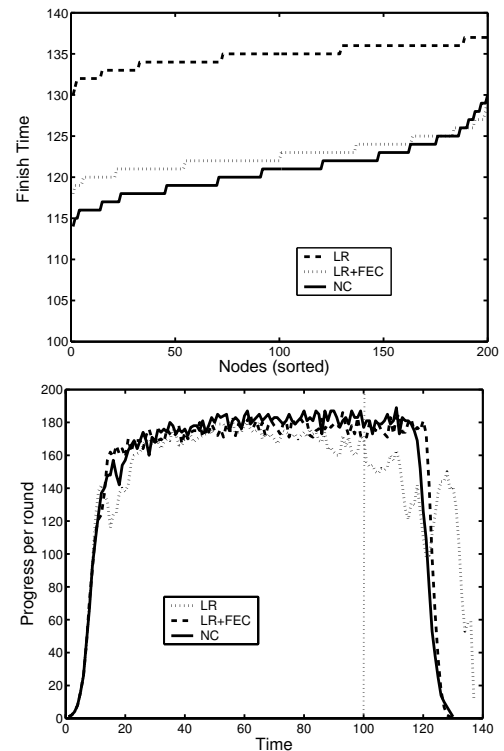 140
135
130
125
120
115
110
105
100
Finish Time
LR
LR+FEC
NC
0 50 100 150 200
Nodes (sorted)
200
180
160
140
120
100
80
60
40
20
0
Progress per round
LR
LR+FEC
NC
0 20 40 60 80 100 120 140
Time